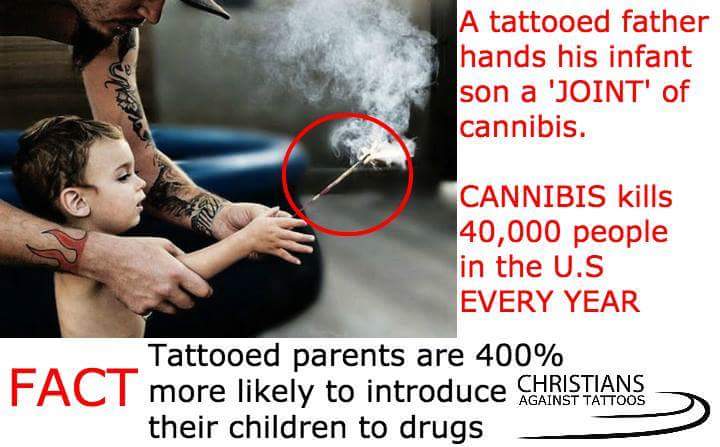 A tattooed father
hands his infant
son a 'JOINT' of
cannibis.
CANNIBIS kills
40,000 people
in the U.S
EVERY YEAR
FACT
Tattooed parents are 400%
more likely to introduce
their children to drugs
CHRISTIANS
AGAINST TATTOOS